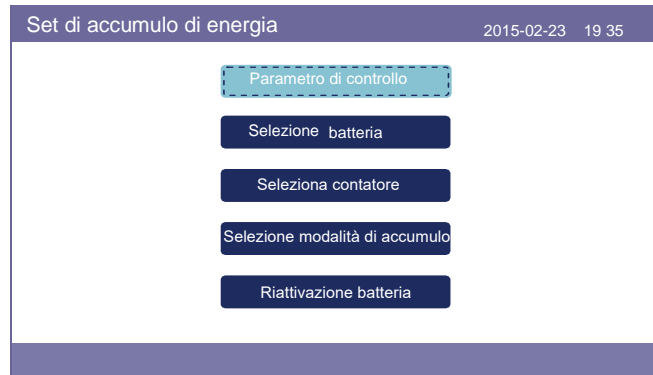 Set di accumulo di energia 2015-02-23 19 35
Parametro di controllo
Selezione batteria
Seleziona contatore
Selezione modalità di accumulo
Riattivazione batteria